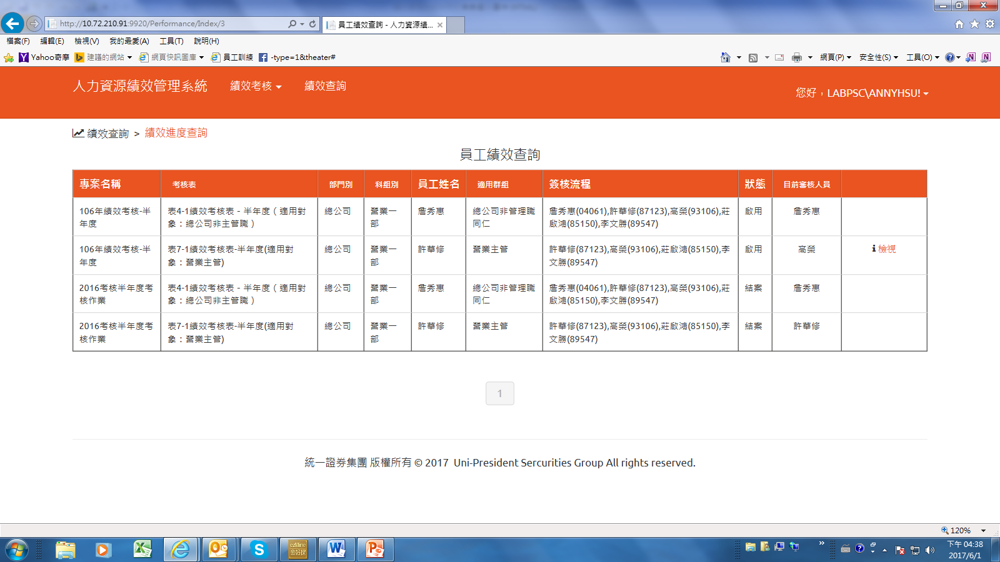 http://10.72.210.91:9920/Performance/Index/3
員工績效查詢 - 人力資源績...
檔案(F) 編輯(E) 檢視(V) 我的最愛(A) 工具(T) 說明(H)
Yahoo奇摩 建議的網站 網頁快訊圖庫 員工訓練 -type=1&theater#
網頁(P) 安全性(S) 工具(O)
人力資源績效管理系統 績效考核 績效查詢
您好，LABPSC\ANNYHSU!
績效查詢 > 績效進度查詢
員工績效查詢
專案名稱 考核表 部門別 科組別 員工姓名 適用群組 簽核流程 狀態 目前審核人員
106年績效考核-半 表4-1績效考核表－半年度（適用對 總公司 營業一 詹秀惠 總公司非管理職 詹秀惠(04061),許華修(87123),高榮(93106),莊 啟用 詹秀惠
年度 象：總公司非主管職） 部 同仁 啟鴻(85150),李文勝(89547)
106年績效考核-半 表7-1績效考核表-半年度(適用對 總公司 營業一 許華修 營業主管 許華修(87123),高榮(93106),莊啟鴻(85150),李 啟用 高榮 檢視
年度 象：營業主管) 部 文勝(89547)
2016考核半年度考 表4-1績效考核表－半年度（適用對 總公司 營業一 詹秀惠 總公司非管理職 詹秀惠(04061),許華修(87123),高榮(93106),莊 結案 詹秀惠
核作業 象：總公司非主管職） 部 同仁 啟鴻(85150),李文勝(89547)
2016考核半年度考 表7-1績效考核表-半年度(適用對 總公司 營業一 許華修 營業主管 許華修(87123),高榮(93106),莊啟鴻(85150),李 結案 許華修
核作業 象：營業主管) 部 文勝(89547)
1
統一證券集團 版權所有 © 2017 Uni-President Sercurities Group All rights reserved.
120%
ezMine
金好探
下午 04:38
2017/6/1